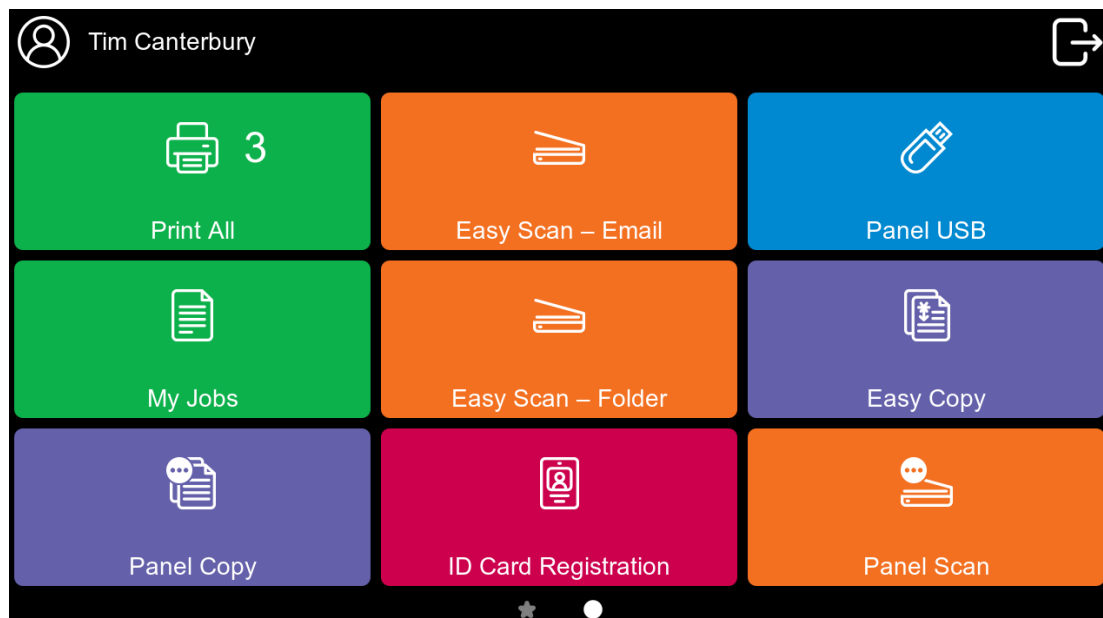 Tim Canterbury
3
Print All
Easy Scan – Email
Panel USB
My Jobs
Easy Scan – Folder
Easy Copy
Panel Copy
ID Card Registration
Panel Scan